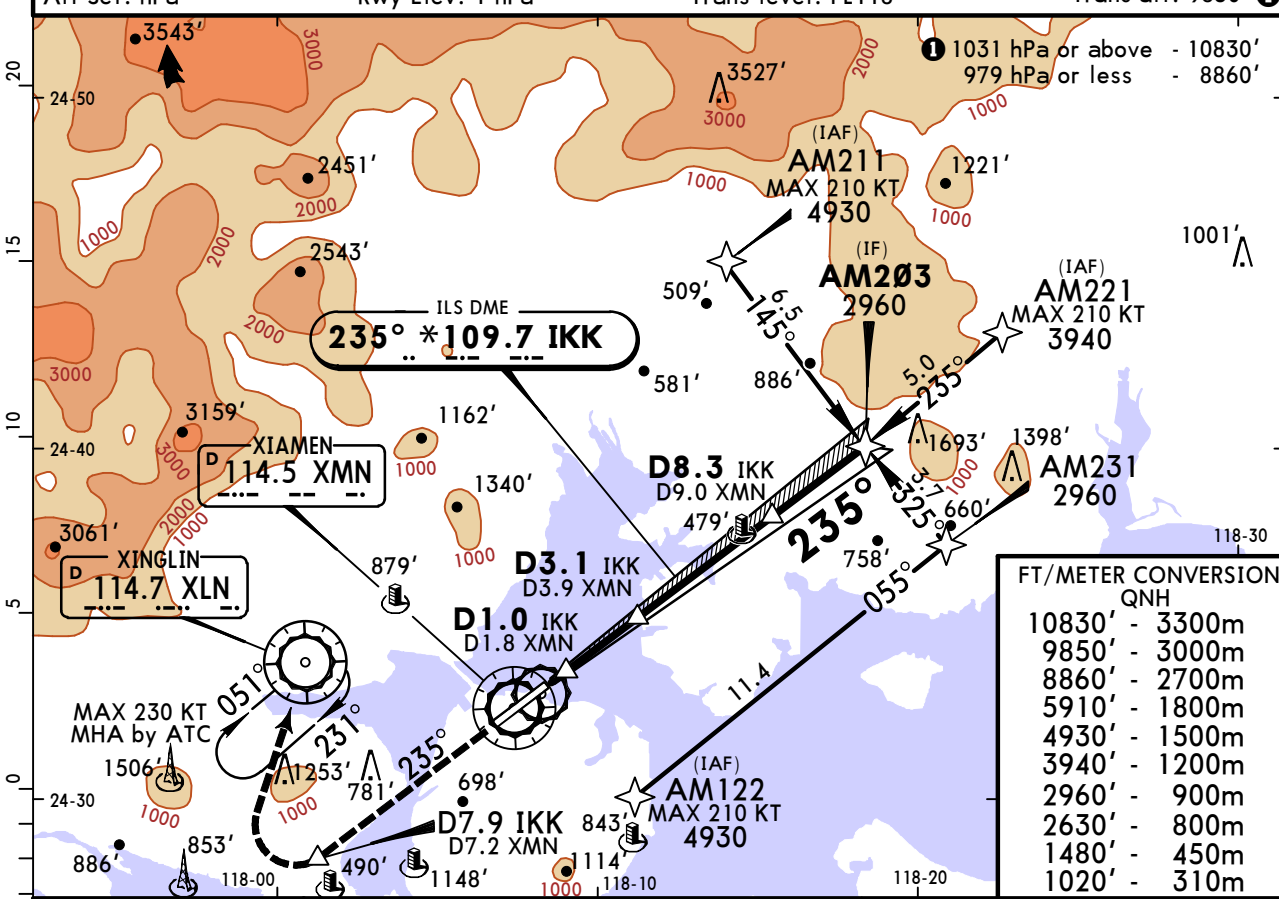 3543'
3000
2000
❶ 1031 hPa or above - 10830'
979 hPa or less - 8860'
20
24-50
3527'
3000
1000
(IAF)
AM211
MAX 210 KT
4930
2451'
2000
1000
1221'
1000
1000
2000
15
2543'
2000
1001'
(IF)
AM2Ø3
2960
(IAF)
AM221
MAX 210 KT
3940
509'
6.5
145°
ILS DME
235° *109.7 IKK
581'
886'
5.0
235°
3000
3159'
3000
1162'
1000
10
24-40
XIAMEN
D 114.5 XMN
D8.3 IKK
D9.0 XMN
479'
1693'
1000
1398'
AM231
2960
3.7
325°
660'
758'
235°
1340'
1000
2000
1000
3061'
XINGLIN
D 114.7 XLN
879'
D3.1 IKK
D3.9 XMN
D1.0 IKK
D1.8 XMN
055°
11.4
118-30
5
051°
231°
MAX 230 KT
MHA by ATC
1506'
1000
1253'
1000
781'
235°
698'
0
24-30
D7.9 IKK
D7.2 XMN
(IAF)
AM122
MAX 210 KT
4930
843'
886'
853'
490'
1148'
1114'
1000
118-00
118-10
118-20
FT/METER CONVERSION
QNH
10830' - 3300m
9850' - 3000m
8860' - 2700m
5910' - 1800m
4930' - 1500m
3940' - 1200m
2960' - 900m
2630' - 800m
1480' - 450m
1020' - 310m